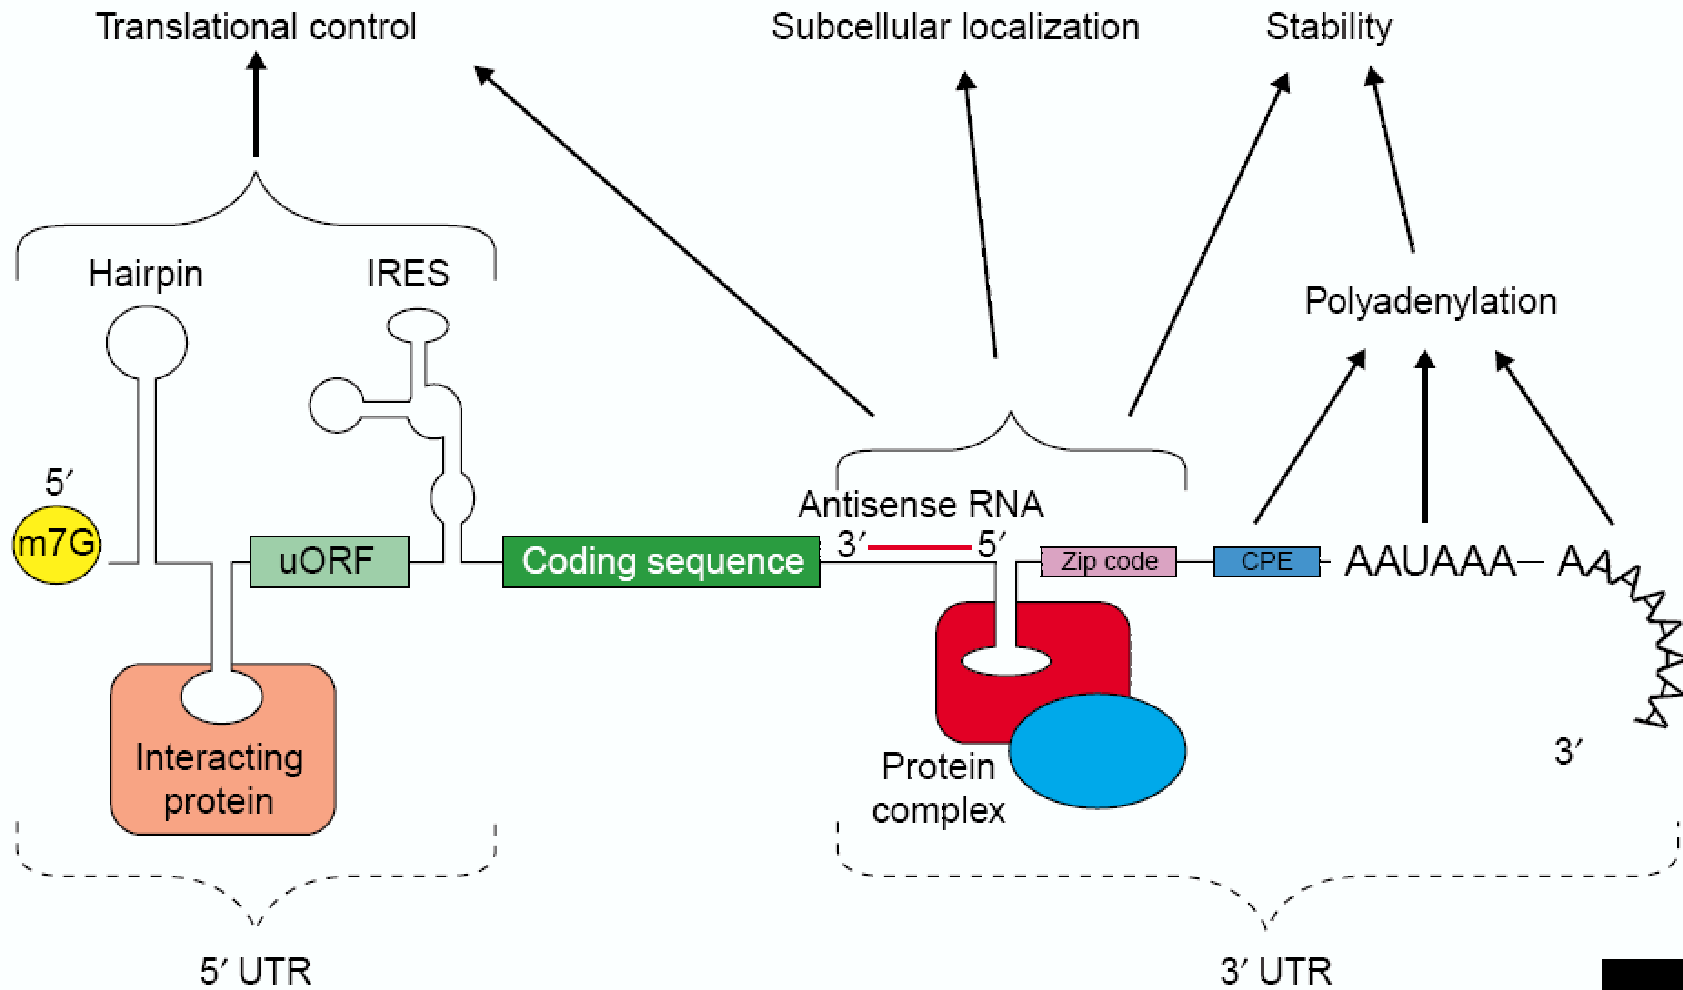 Translational control
Subcellular localization
Stability
Hairpin
IRES
Polyadenylation
5′
m7G
uORF
Coding sequence
Antisense RNA
3′
5′
Zip code
CPE
AAUAAA
AAAAAAAAA
3′
Interacting
protein
Protein
complex
5′ UTR
3′ UTR